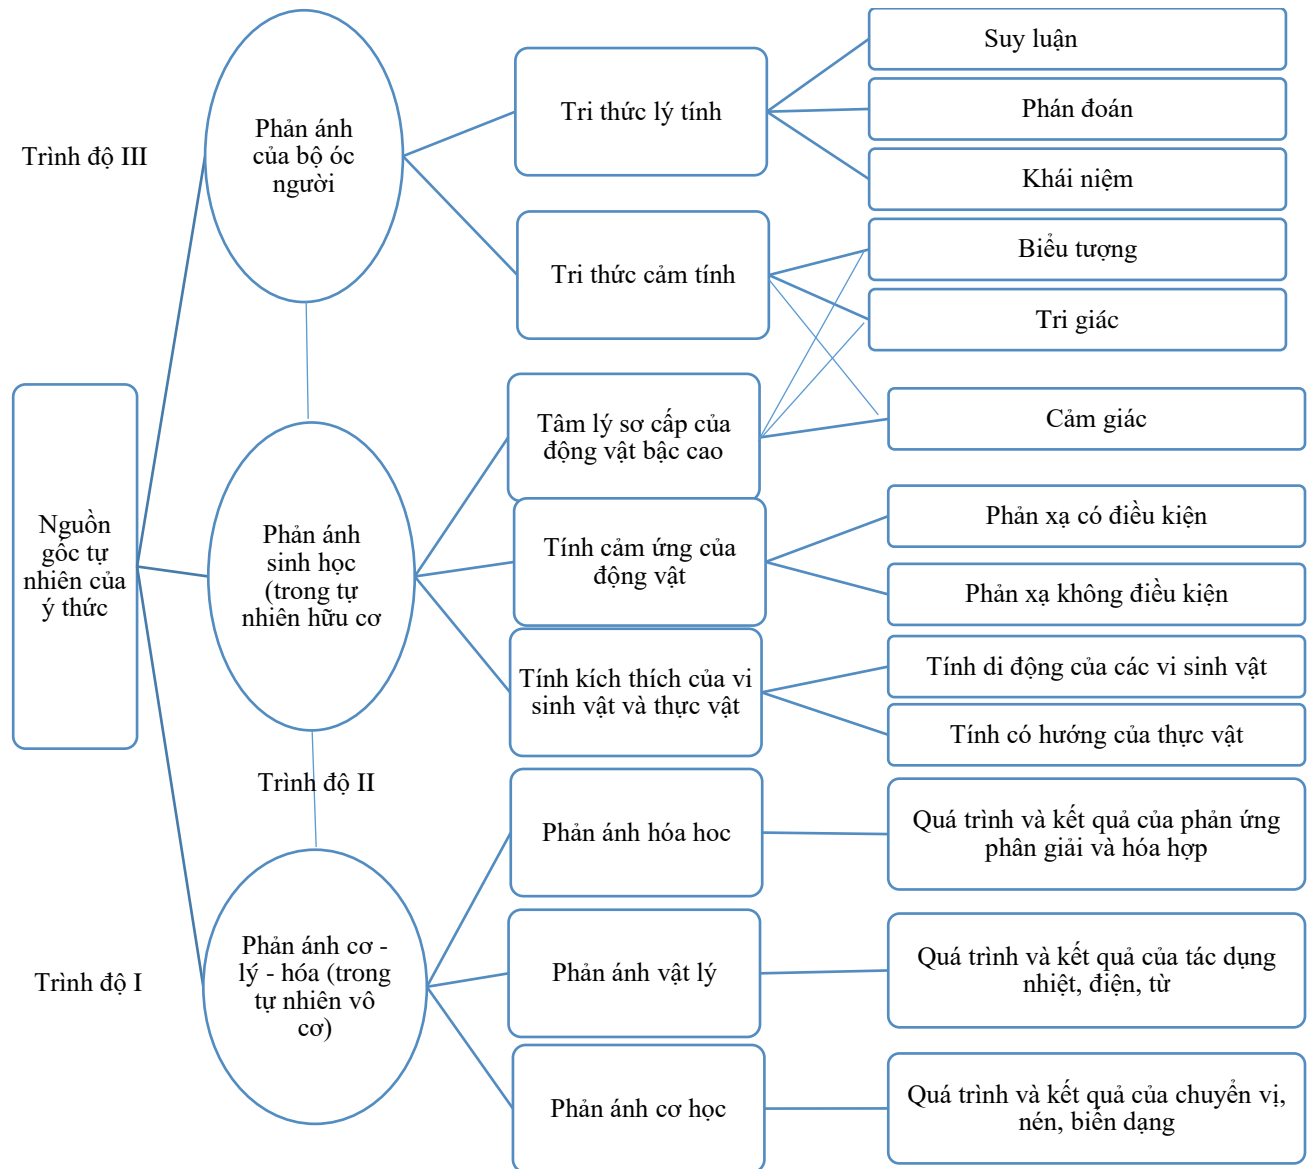 Suy luận
Tri thức lý tính
Phán đoán
Phản ánh
của bộ óc
người
Trình độ III
Khái niệm
Biểu tượng
Tri thức cảm tính
Tri giác
Tâm lý sơ cấp của
động vật bậc cao
Cảm giác
Nguồn
gốc tự
nhiên của
ý thức
Phản ánh
sinh học
(trong tự
nhiên hữu cơ
Tính cảm ứng của
động vật
Phản xạ có điều kiện
Phản xạ không điều kiện
Tính kích thích của vi
sinh vật và thực vật
Tính di động của các vi sinh vật
Tính có hướng của thực vật
Trình độ II
Phản ánh hóa hoc
Quá trình và kết quả của phản ứng
phân giải và hóa hợp
Phản ánh cơ -
lý - hóa (trong
tự nhiên vô
cơ)
Trình độ I
Phản ánh vật lý
Quá trình và kết quả của tác dụng
nhiệt, điện, từ
Phản ánh cơ học
Quá trình và kết quả của chuyển vị,
nén, biến dạng